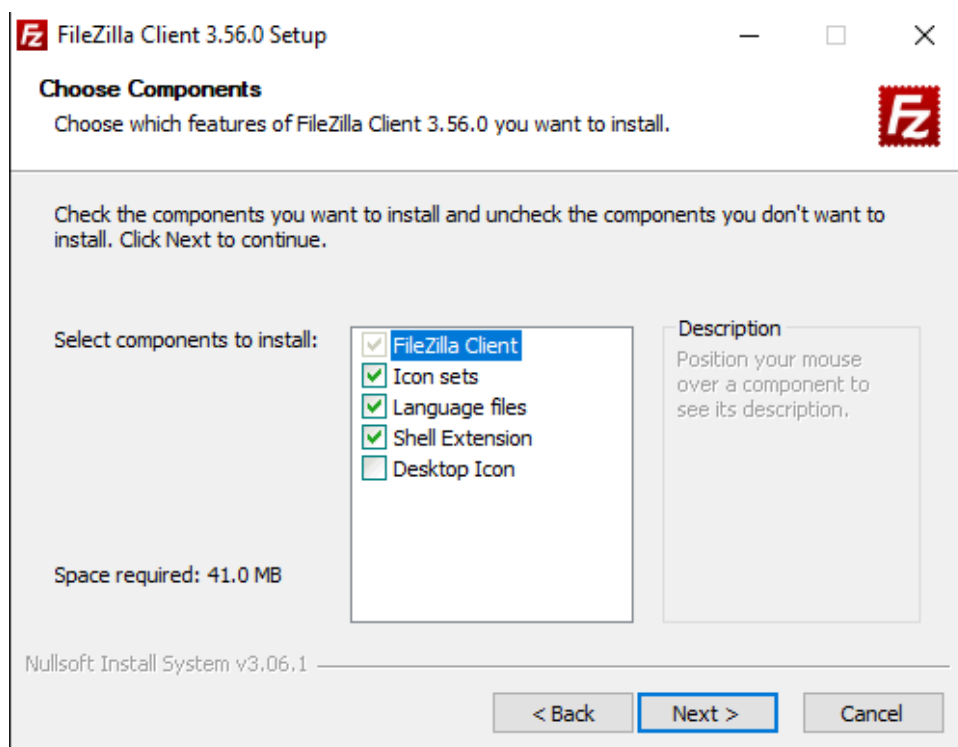 FileZilla Client 3.56.0 Setup
Choose Components
Choose which features of FileZilla Client 3.56.0 you want to install.
Fz
Check the components you want to install and uncheck the components you don't want to
install. Click Next to continue.
Select components to install:
FileZilla Client
Icon sets
Language files
Shell Extension
Desktop Icon
Description
Position your mouse
over a component to
see its description.
Space required: 41.0 MB
Nullsoft Install System v3.06.1
< Back
Next >
Cancel